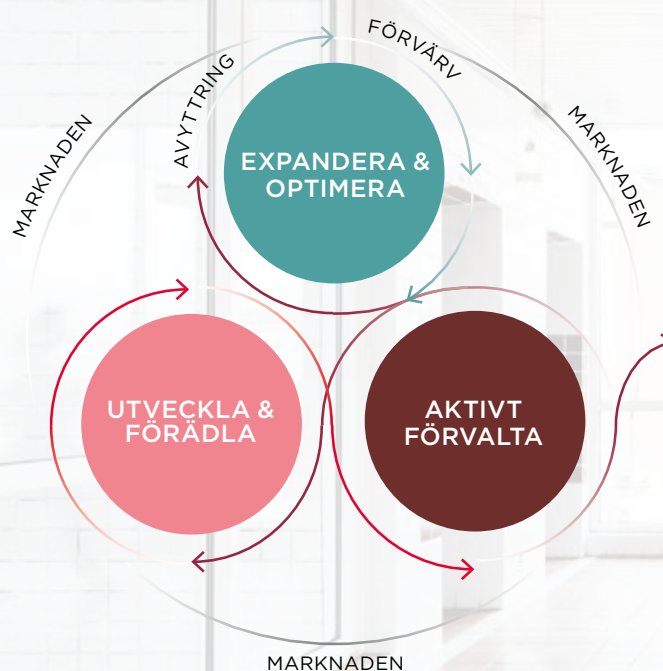 FÖRVÄRV
AVYTTRING
MARKNADEN
MARKNADEN
EXPANDERA &
OPTIMERA
UTVECKLA &
FÖRÄDLA
AKTIVT
FÖRVALTA
MARKNADEN